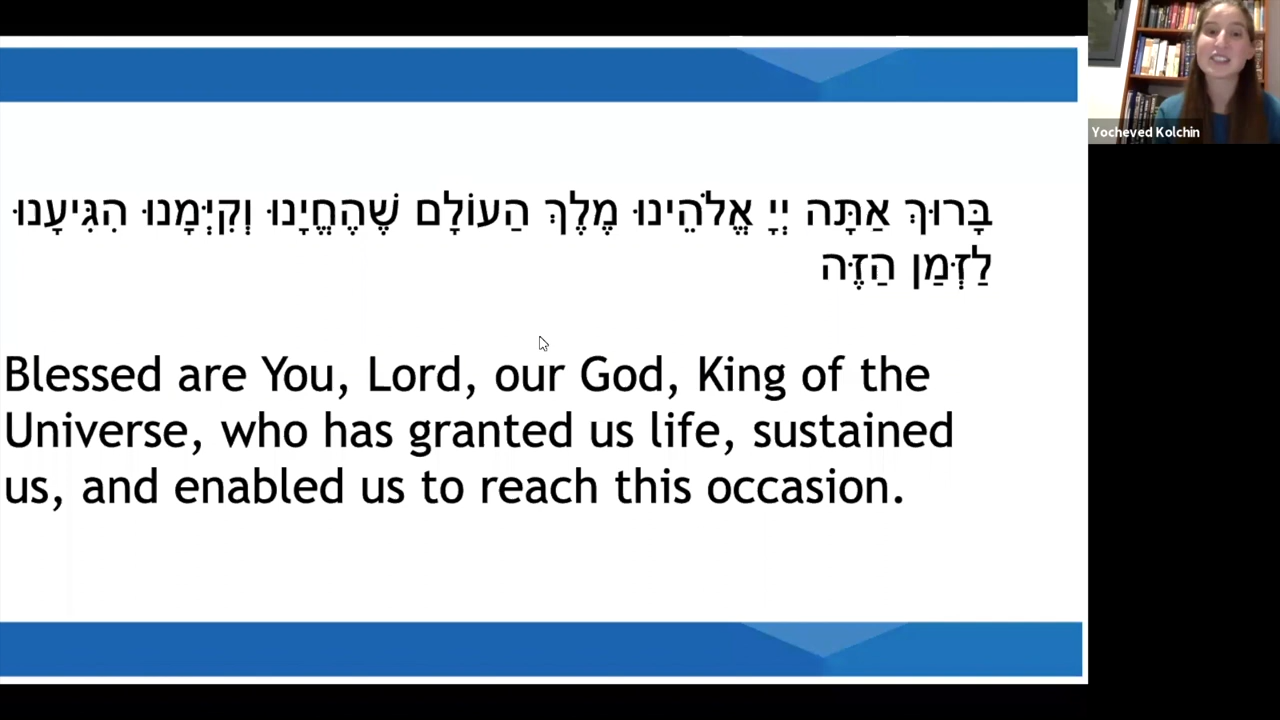 בָּרוּךְ אַתָּה יְיָ אֱלֹהֵינוּ מֶלֶךְ הַעוֹלָם שֶׁהֶחֱיָנוּ וְקִיְּמָנוּ הִגִּיעָנוּ
לַזְּמַן הַזֶּה
Blessed are You, Lord, our God, King of the
Universe, who has granted us life, sustained
us, and enabled us to reach this occasion.
Yocheved Kolchin